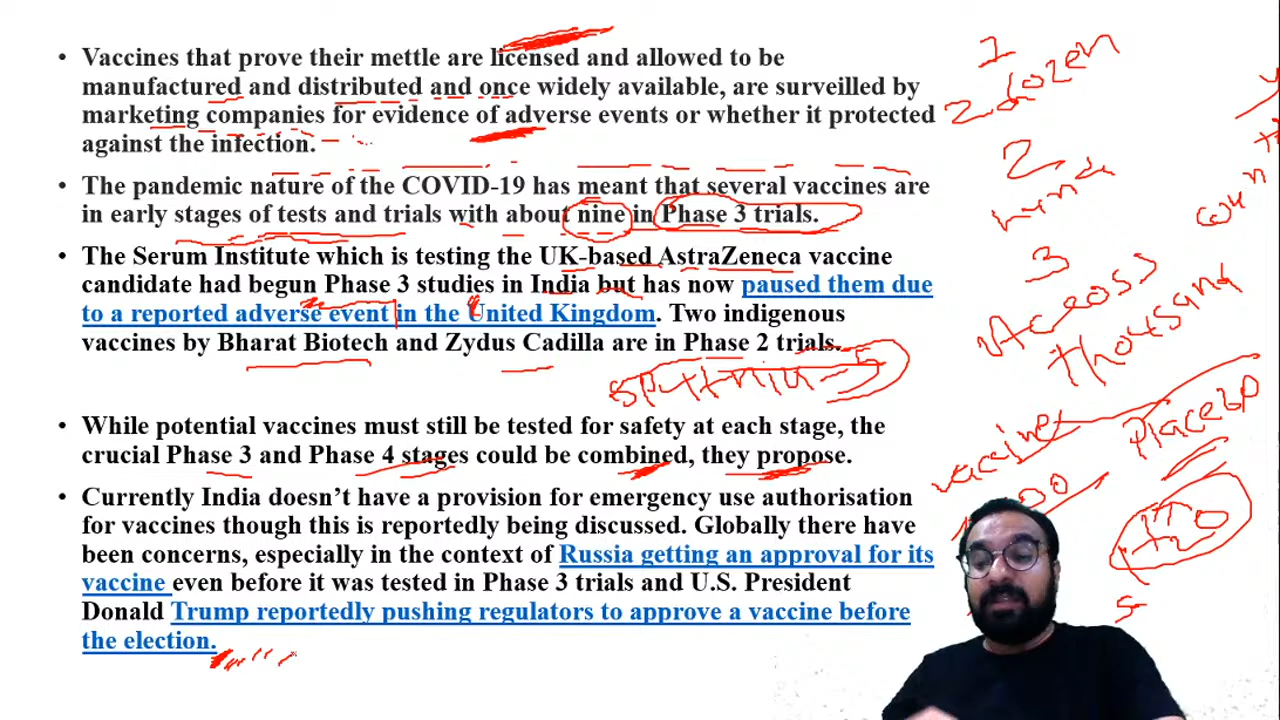 • Vaccines that prove their mettle are licensed and allowed to be
manufactured and distributed and once widely available, are surveilled by
marketing companies for evidence of adverse events or whether it protected
against the infection.
• The pandemic nature of the COVID-19 has meant that several vaccines are
in early stages of tests and trials with about nine in Phase 3 trials.
• The Serum Institute which is testing the UK-based AstraZeneca vaccine
candidate had begun Phase 3 studies in India but has now paused them due
to a reported adverse event in the United Kingdom. Two indigenous
vaccines by Bharat Biotech and Zydus Cadilla are in Phase 2 trials.
• While potential vaccines must still be tested for safety at each stage, the
crucial Phase 3 and Phase 4 stages could be combined, they propose.
• Currently India doesn’t have a provision for emergency use authorisation
for vaccines though this is reportedly being discussed. Globally there have
been concerns, especially in the context of Russia getting an approval for its
vaccine even before it was tested in Phase 3 trials and U.S. President
Donald Trump reportedly pushing regulators to approve a vaccine before
the election.
1
2 dozen
2
3
thousand
vaccine
placebo
H2O